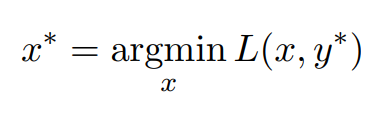 x* = argmin L(x, y*)
x